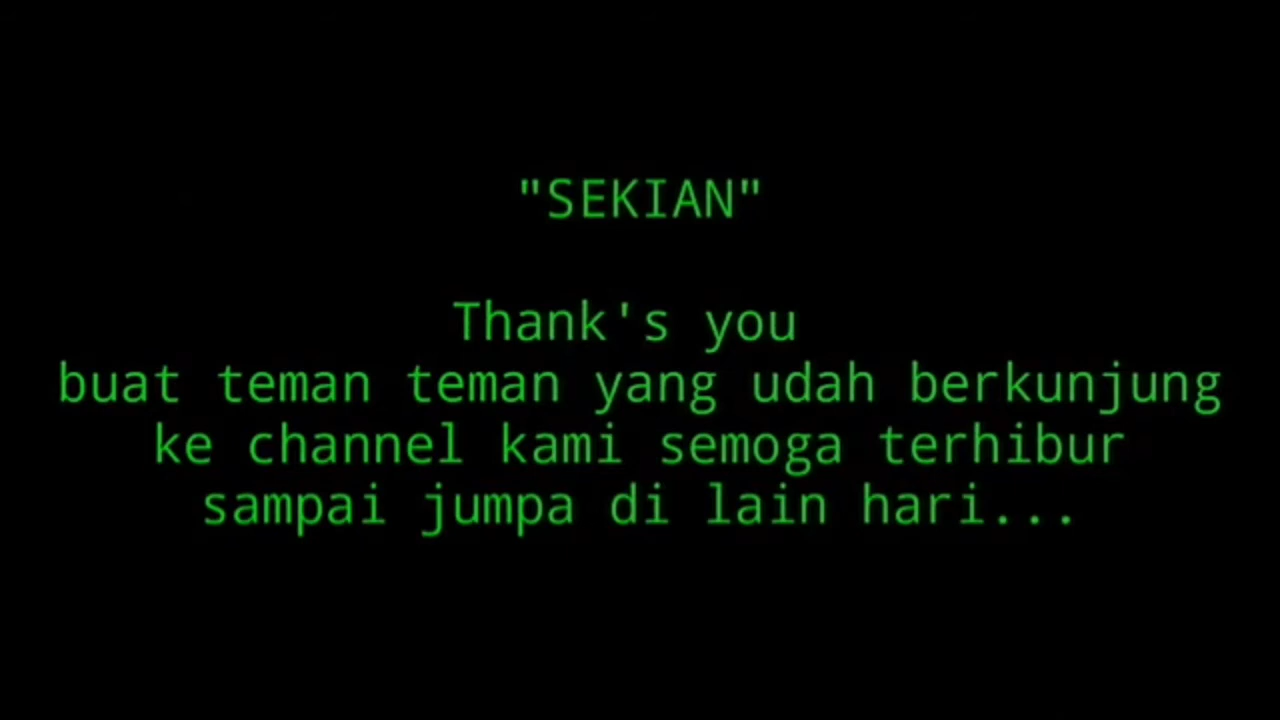 "SEKIAN"
Thank's you
buat teman teman yang udah berkunjung
ke channel kami semoga terhibur
sampai jumpa di lain hari...